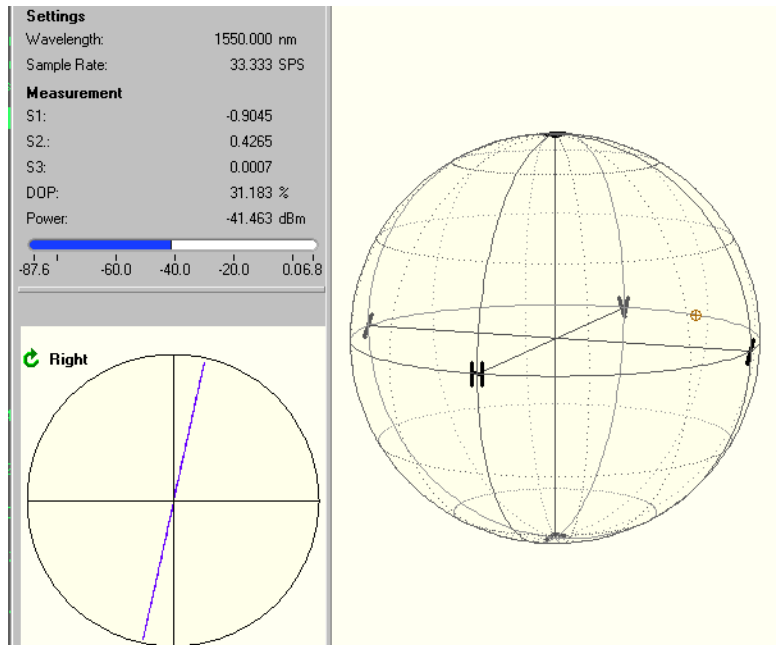 Settings
Wavelength: 1550.000 nm
Sample Rate: 33.333 SPS
Measurement
S1: -0.9045
S2.: 0.4265
S3: 0.0007
DOP: 31.183 %
Power: -41.463 dBm
-87.6 -60.0 -40.0 -20.0 0.06.8
Right
V
H